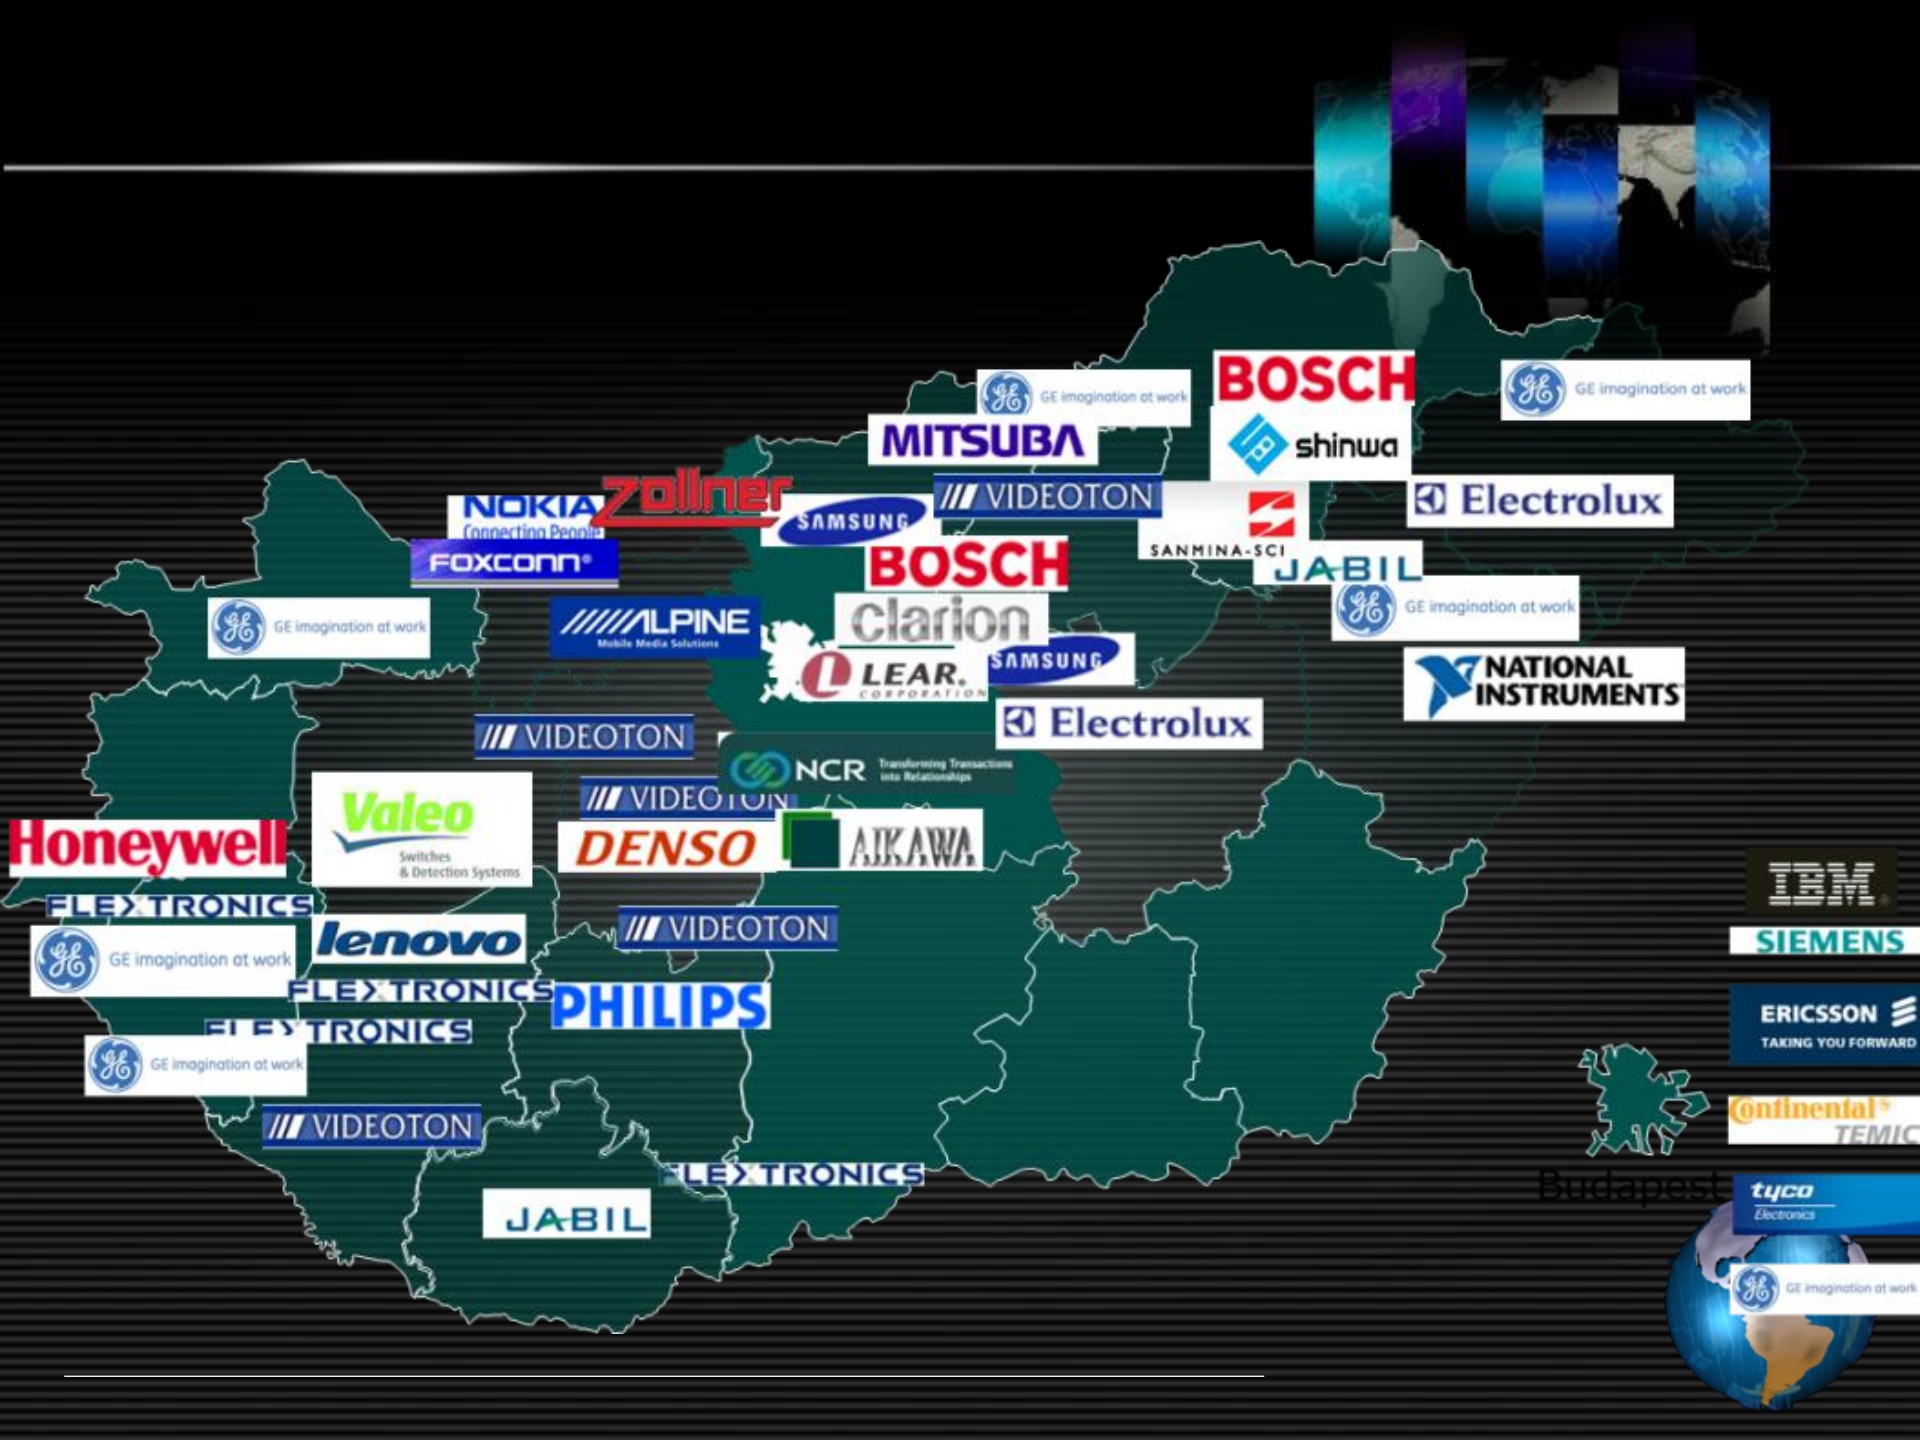 GE imagination at work
BOSCH
GE imagination at work
MITSUBA
shinwa
zollner
NOKIA
Connecting People
SAMSUNG
VIDEOTON
Electrolux
SANMINA-SCI
FOXCONN®
BOSCH
JABIL
GE imagination at work
ALPINE
Mobile Media Solutions
clarion
GE imagination at work
SAMSUNG
LEAR®
CORPORATION
NATIONAL
INSTRUMENTS
VIDEOTON
Electrolux
NCR Transforming Transactions
into Relationships
VIDEOTON
Valeo
Switches
& Detection Systems
Honeywell
DENSO
AIKAWA
IBM®
FLEXTRONICS
lenovo
VIDEOTON
SIEMENS
GE imagination at work
FLEXTRONICS
PHILIPS
ERICSSON
TAKING YOU FORWARD
FLEXTRONICS
GE imagination at work
VIDEOTON
Continental
TEMIC
FLEXTRONICS
Budapest
tyco
Electronics
JABIL
GE imagination at work